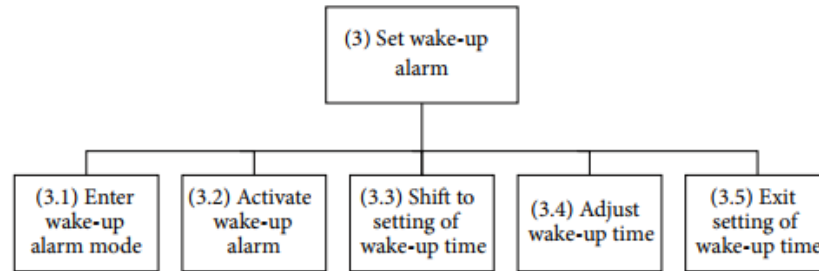 (3) Set wake-up
alarm
(3.1) Enter
wake-up
alarm mode
(3.2) Activate
wake-up
alarm
(3.3) Shift to
setting of
wake-up time
(3.4) Adjust
wake-up time
(3.5) Exit
setting of
wake-up time